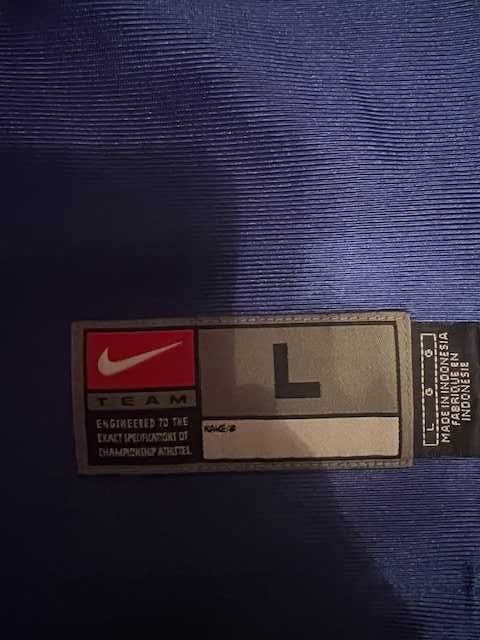 TEAM
ENGINEERED TO THE
EXACT SPECIFICATIONS OF
CHAMPIONSHIP ATHLETES.
L
NAME/#
L G G
MADE IN INDONESIA
FABRIQUE EN
INDONESIE